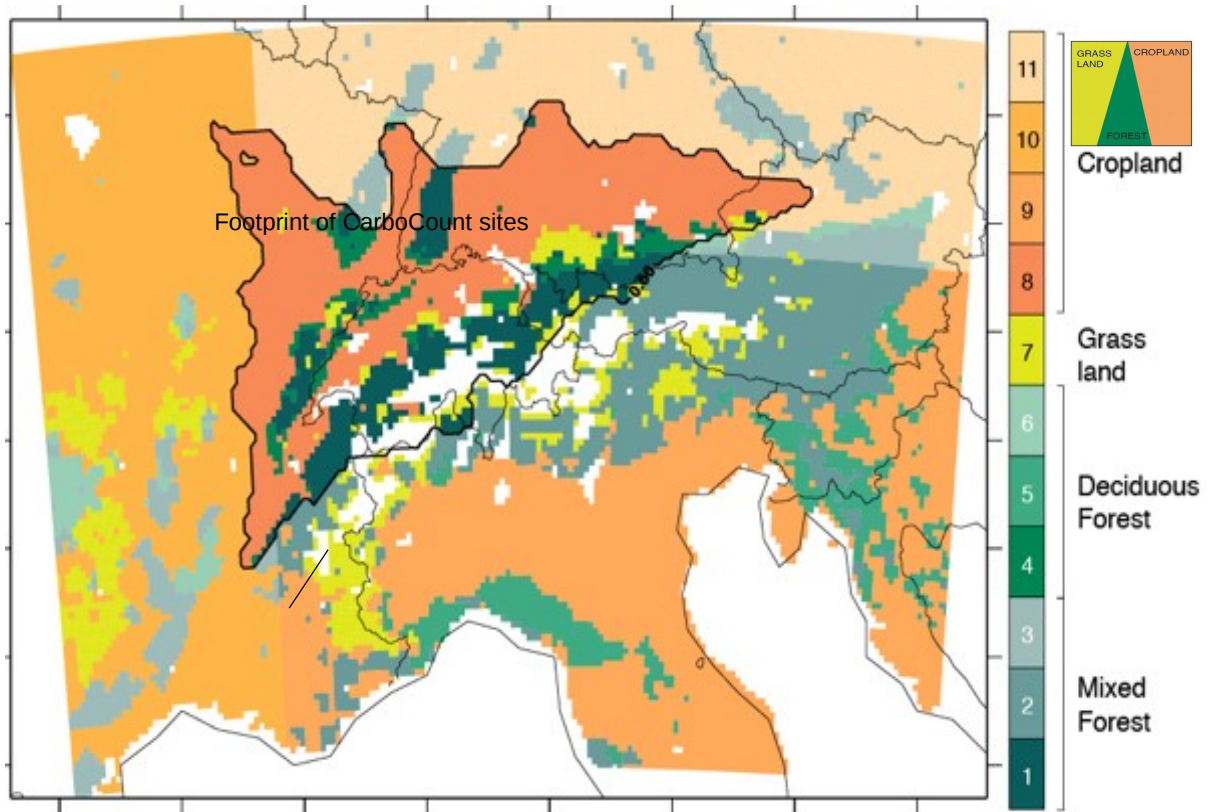 Footprint of CarboCount sites
0.60
11
10
9
8
7
6
5
4
3
2
1
GRASS
LAND
CROPLAND
FOREST
Cropland
Grass
land
Deciduous
Forest
Mixed
Forest